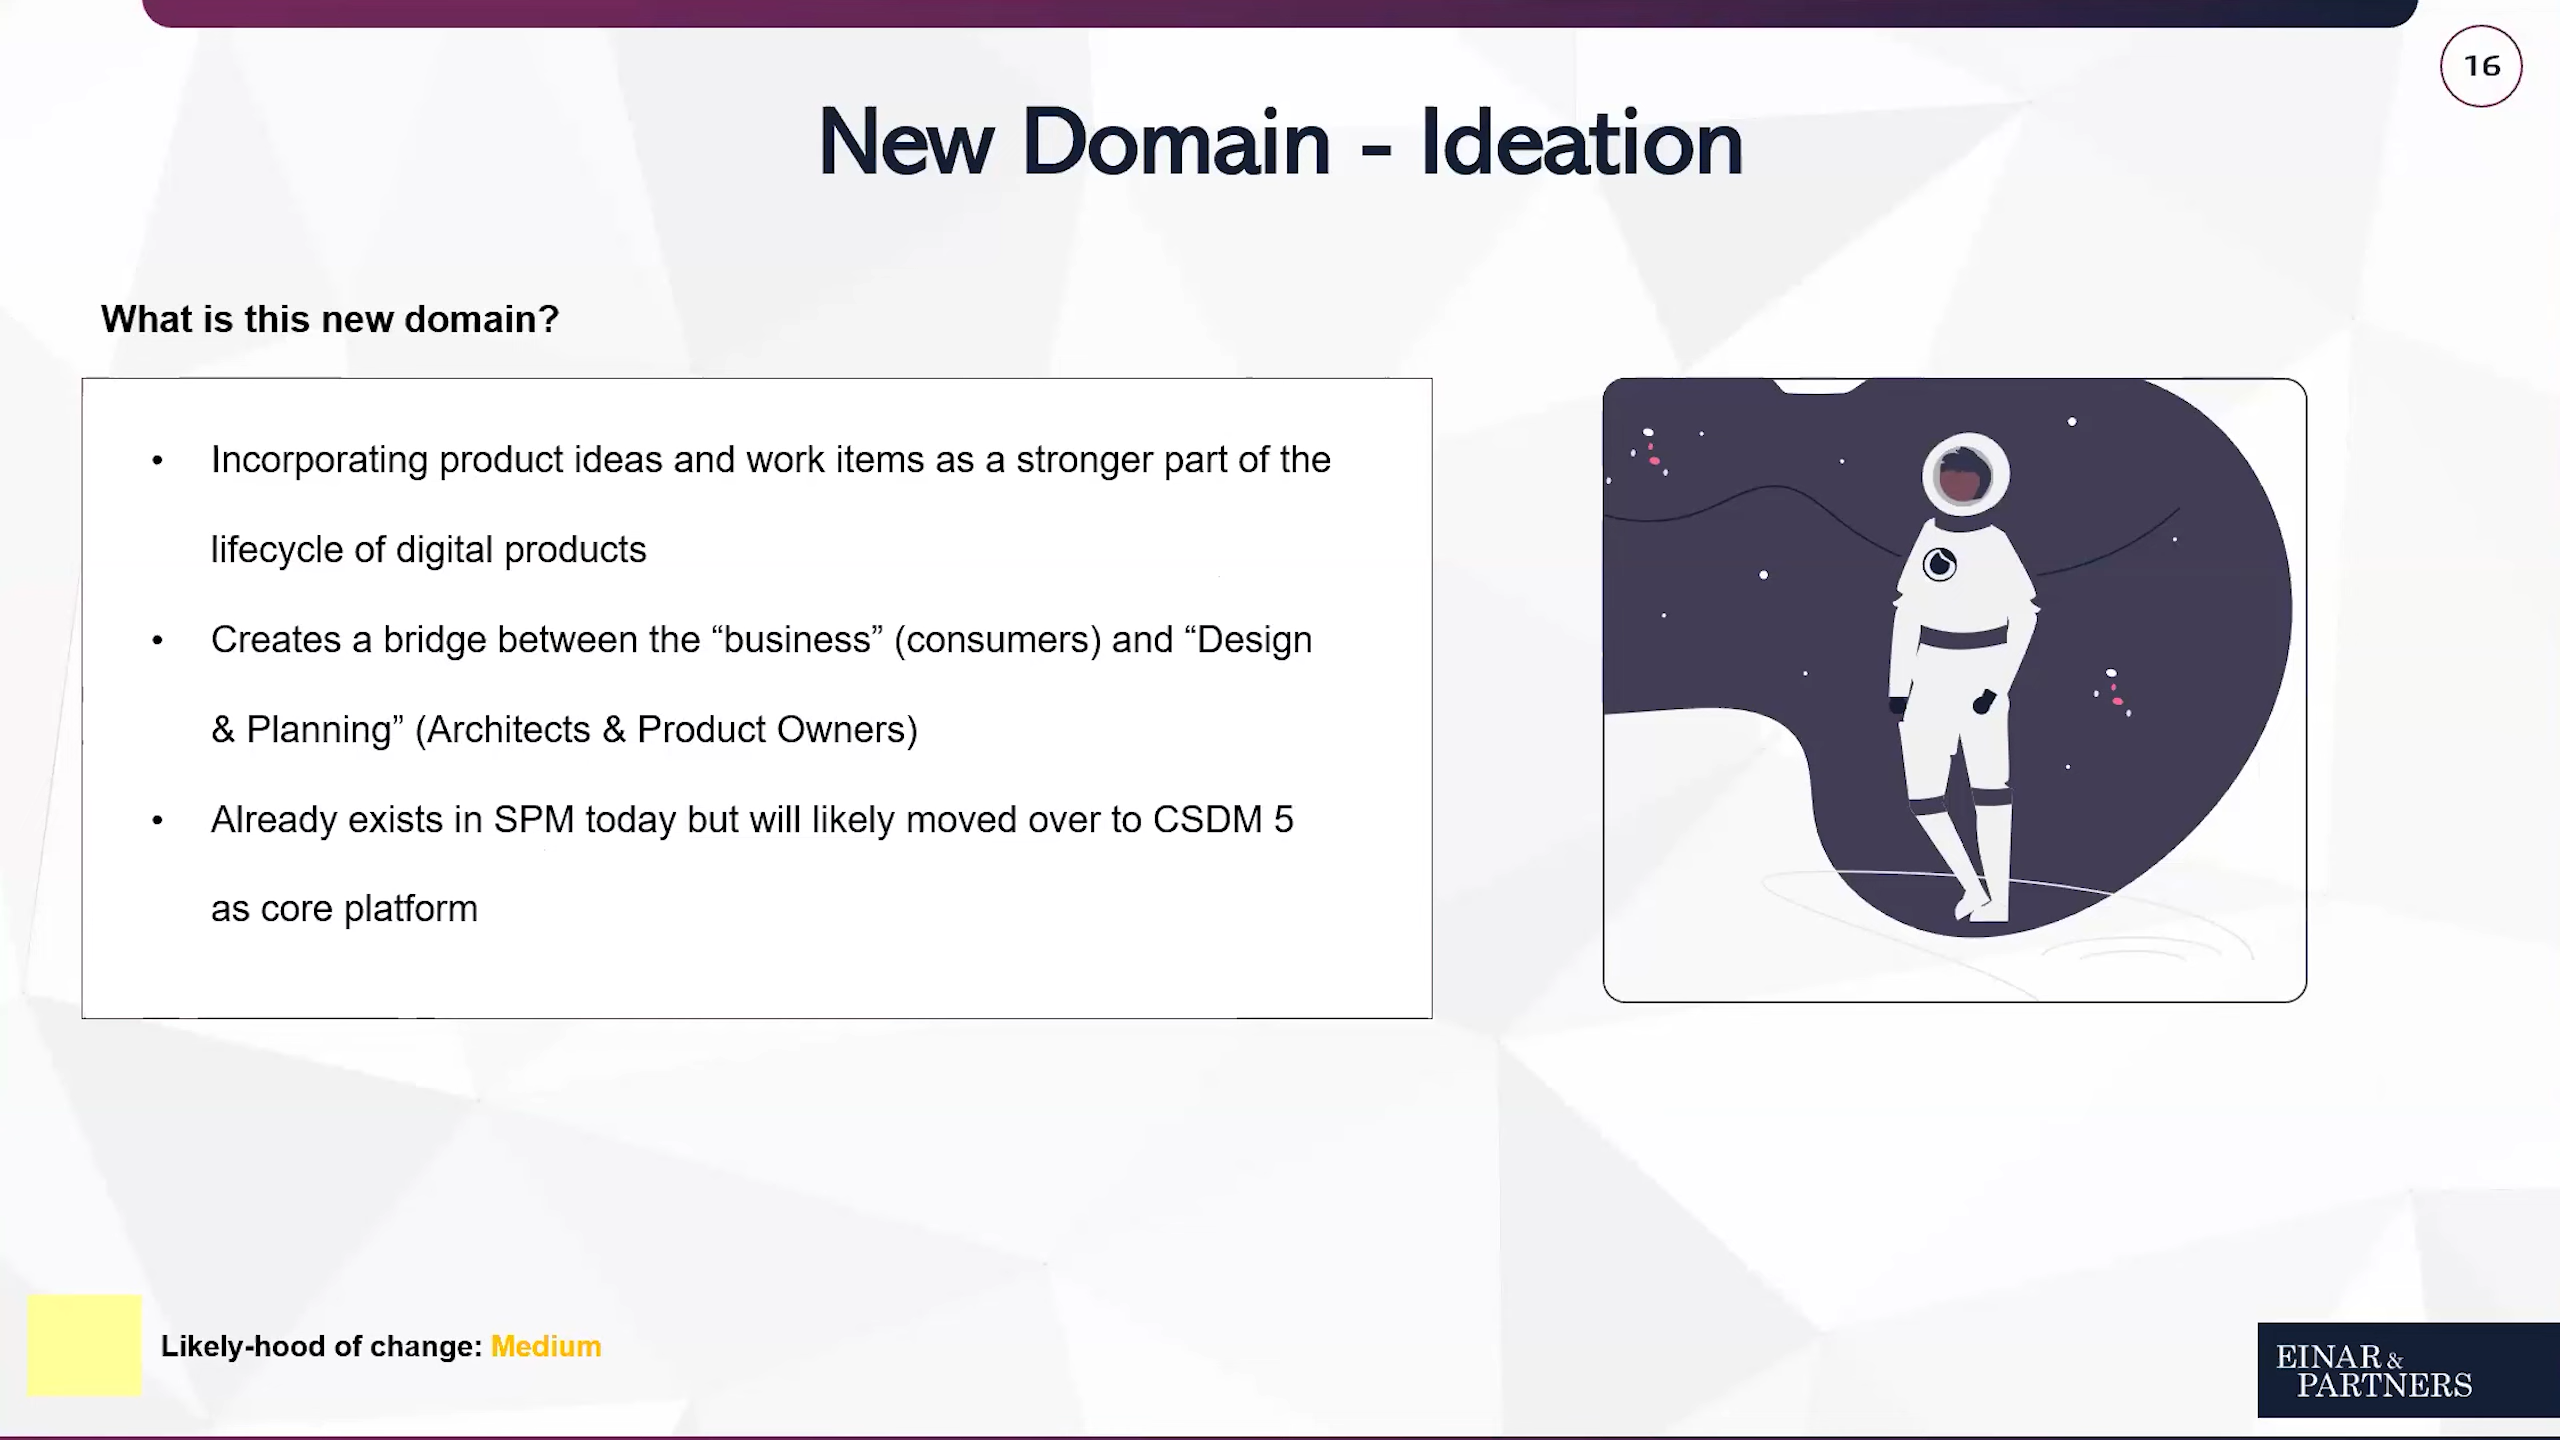 16
New Domain - Ideation
What is this new domain?
• Incorporating product ideas and work items as a stronger part of the
lifecycle of digital products
• Creates a bridge between the “business” (consumers) and “Design
& Planning” (Architects & Product Owners)
• Already exists in SPM today but will likely moved over to CSDM 5
as core platform
Likely-hood of change: Medium
EINAR &
PARTNERS